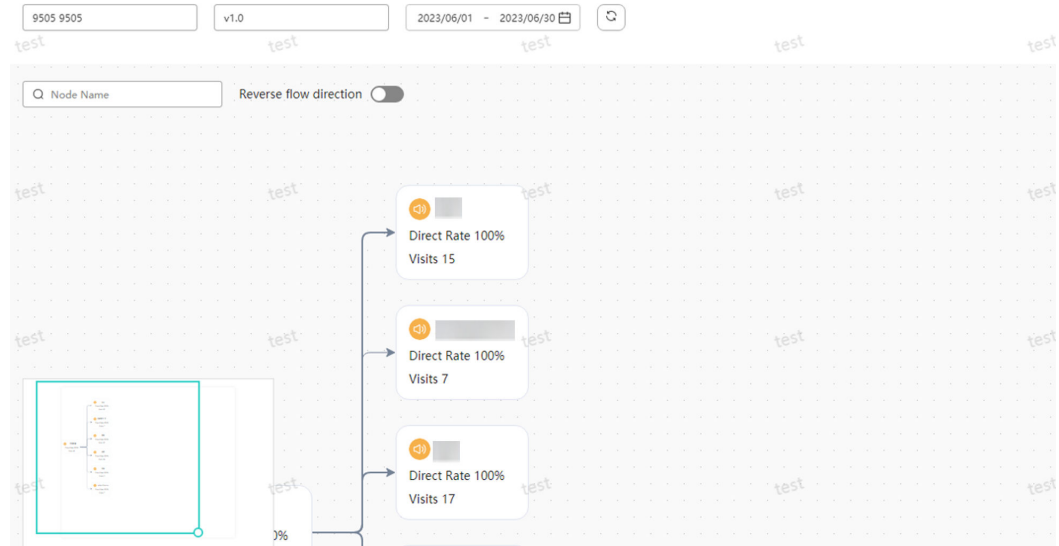 9505 9505
v1.0
2023/06/01 - 2023/06/30
test test test test test
Node Name
Reverse flow direction
test test test test test
Direct Rate 100%
Visits 15
test test test test test
Direct Rate 100%
Visits 7
test test test test test
Direct Rate 100%
Visits 17
0%